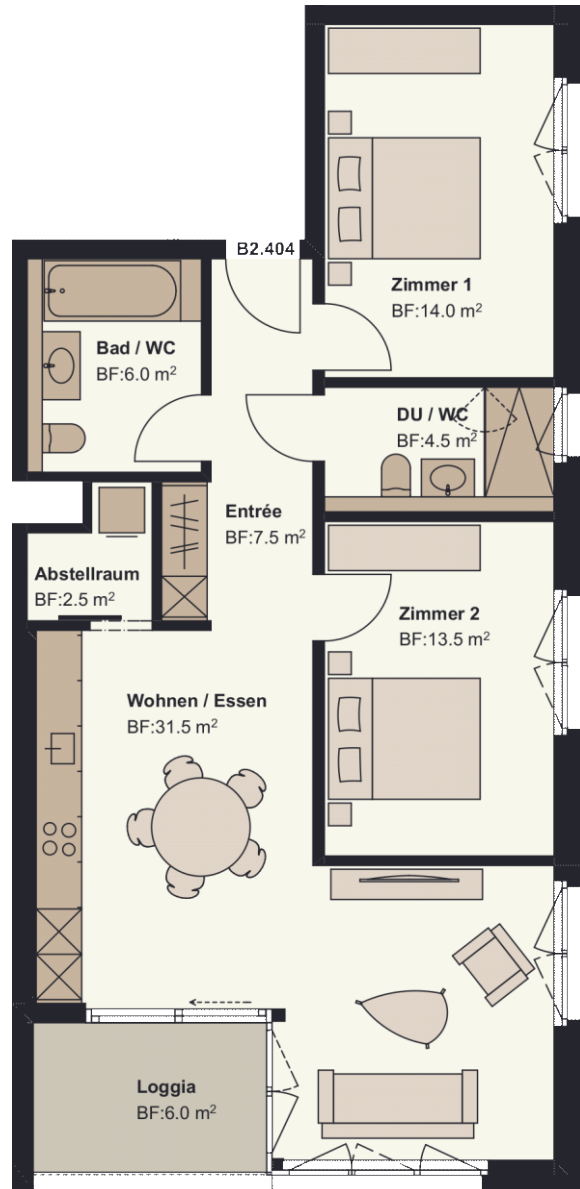 B2.404
Zimmer 1
BF:14.0 m²
Bad / WC
BF:6.0 m²
DU / WC
BF:4.5 m²
Entrée
BF:7.5 m²
Abstellraum
BF:2.5 m²
Zimmer 2
BF:13.5 m²
Wohnen / Essen
BF:31.5 m²
Loggia
BF:6.0 m²